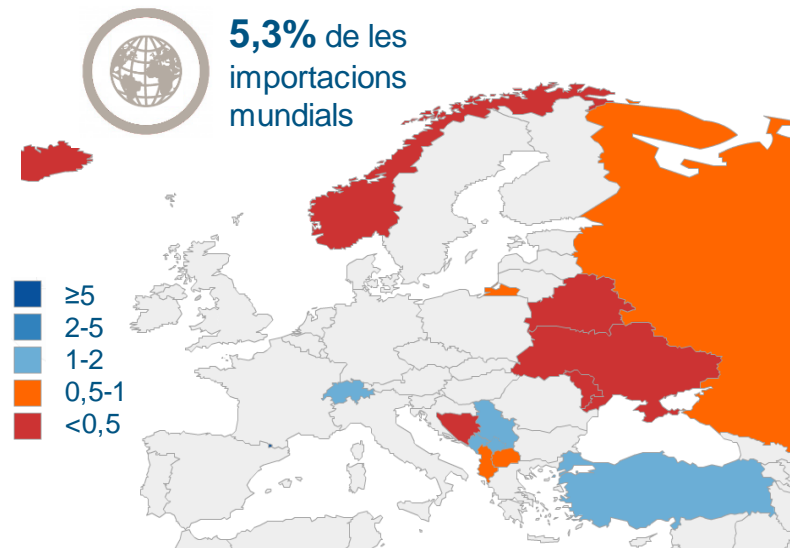 5,3% de les
importacions
mundials
≥5
2-5
1-2
0,5-1
<0,5